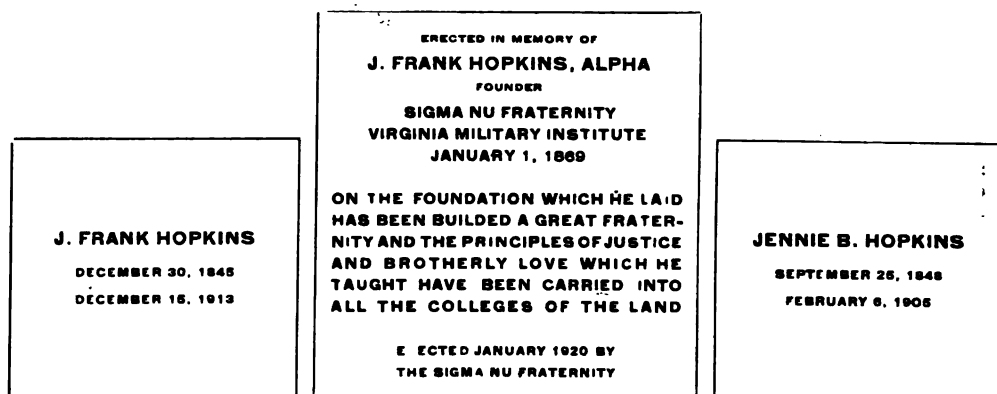 ERECTED IN MEMORY OF
J. FRANK HOPKINS, ALPHA
FOUNDER
SIGMA NU FRATERNITY
VIRGINIA MILITARY INSTITUTE
JANUARY 1, 1869
ON THE FOUNDATION WHICH HE LAID
HAS BEEN BUILDED A GREAT FRATER-
NITY AND THE PRINCIPLES OF JUSTICE
AND BROTHERLY LOVE WHICH HE
TAUGHT HAVE BEEN CARRIED INTO
ALL THE COLLEGES OF THE LAND
E ECTED JANUARY 1920 BY
THE SIGMA NU FRATERNITY
J. FRANK HOPKINS
DECEMBER 30, 1845
DECEMBER 15, 1913
JENNIE B. HOPKINS
SEPTEMBER 25, 1848
FEBRUARY 6, 1905